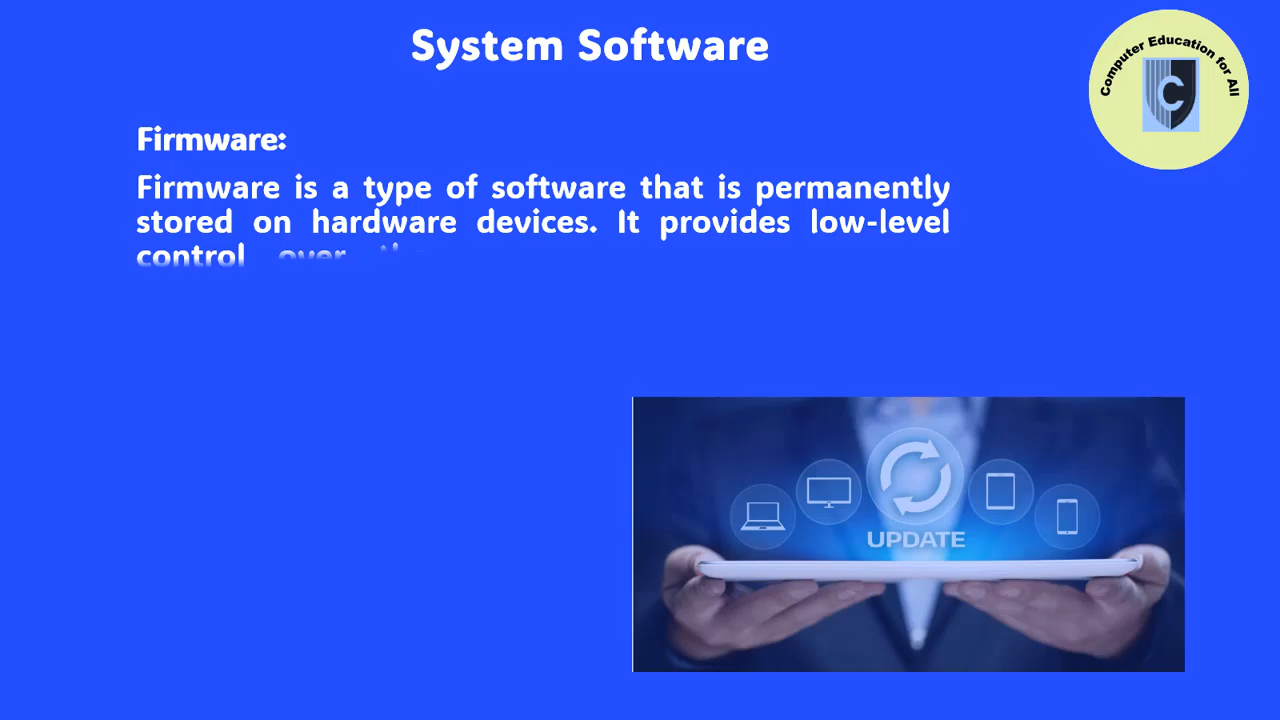 System Software
Computer Education for All
C
Firmware:
Firmware is a type of software that is permanently
stored on hardware devices. It provides low-level
control over
UPDATE